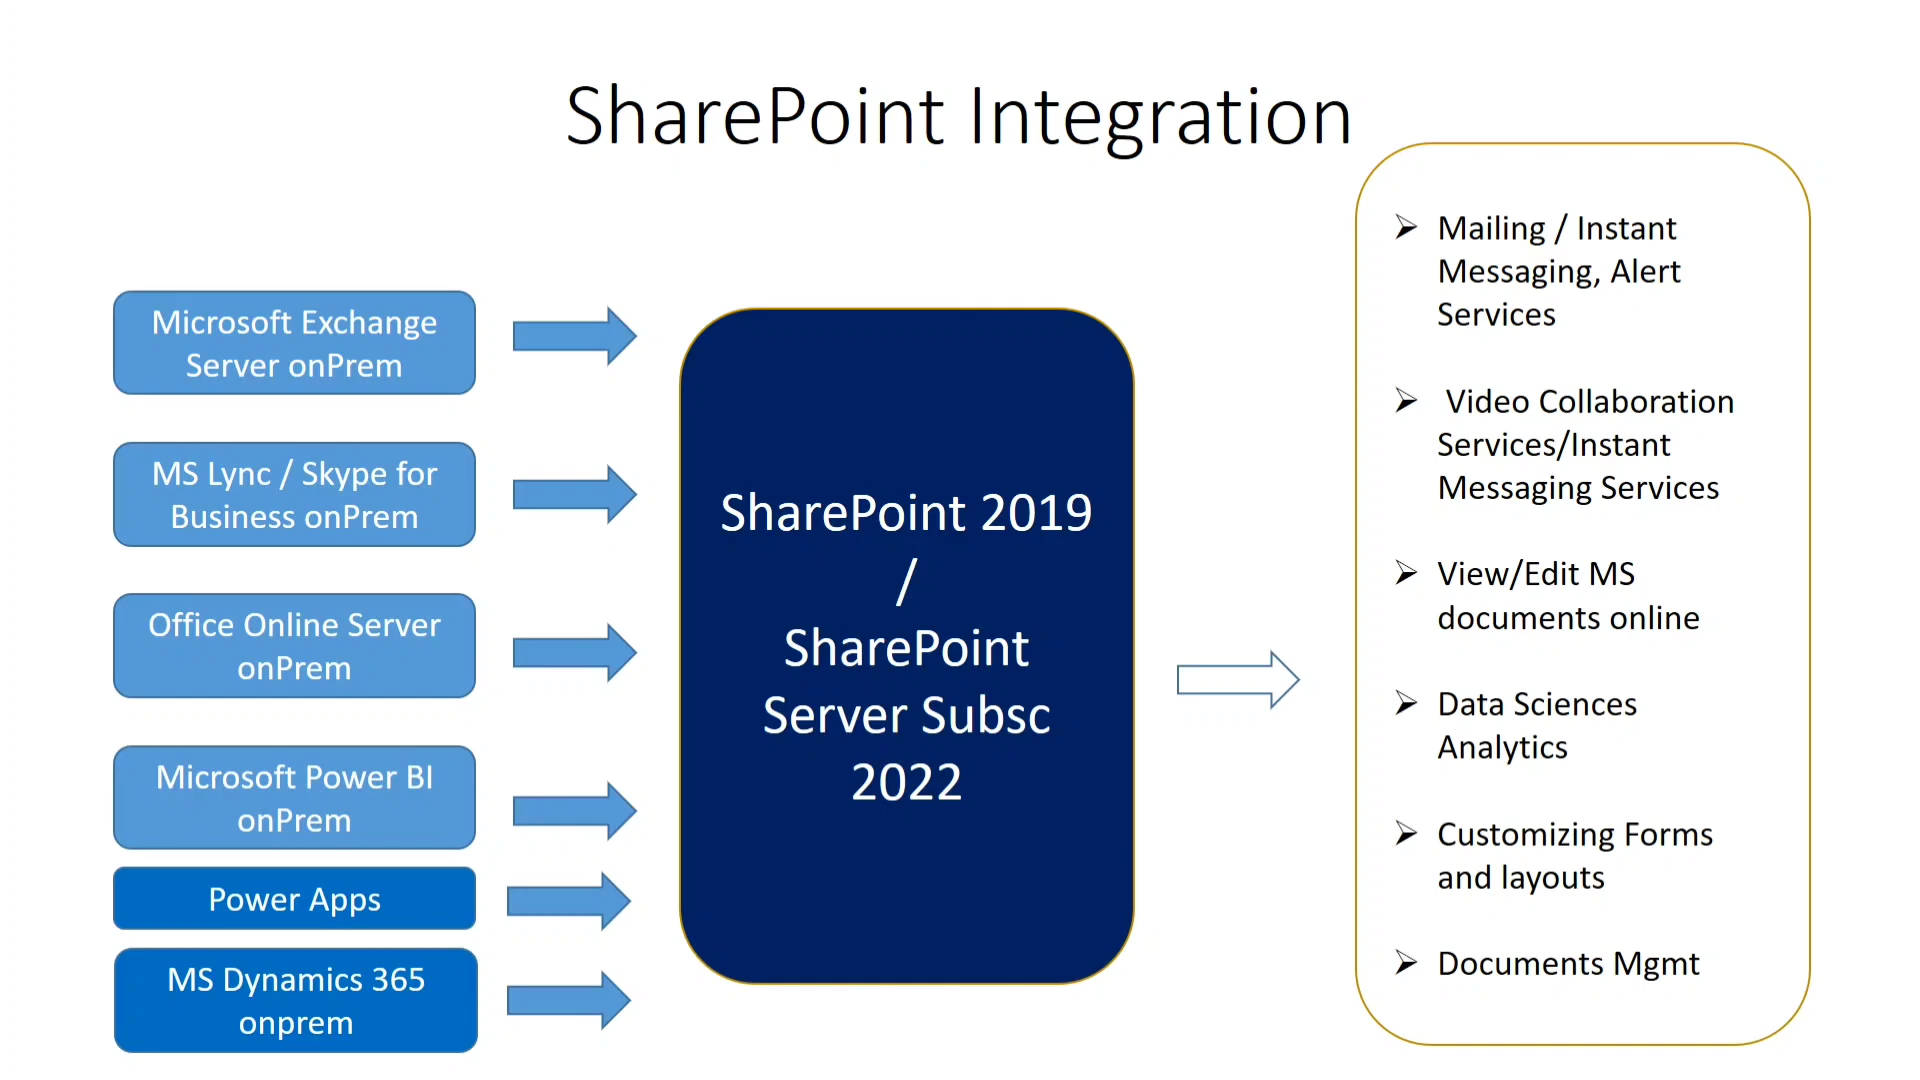 SharePoint Integration
Microsoft Exchange
Server onPrem
MS Lync / Skype for
Business onPrem
Office Online Server
onPrem
Microsoft Power BI
onPrem
Power Apps
MS Dynamics 365
onprem
SharePoint 2019
/
SharePoint
Server Subsc
2022
Mailing / Instant
Messaging, Alert
Services
Video Collaboration
Services/Instant
Messaging Services
View/Edit MS
documents online
Data Sciences
Analytics
Customizing Forms
and layouts
Documents Mgmt